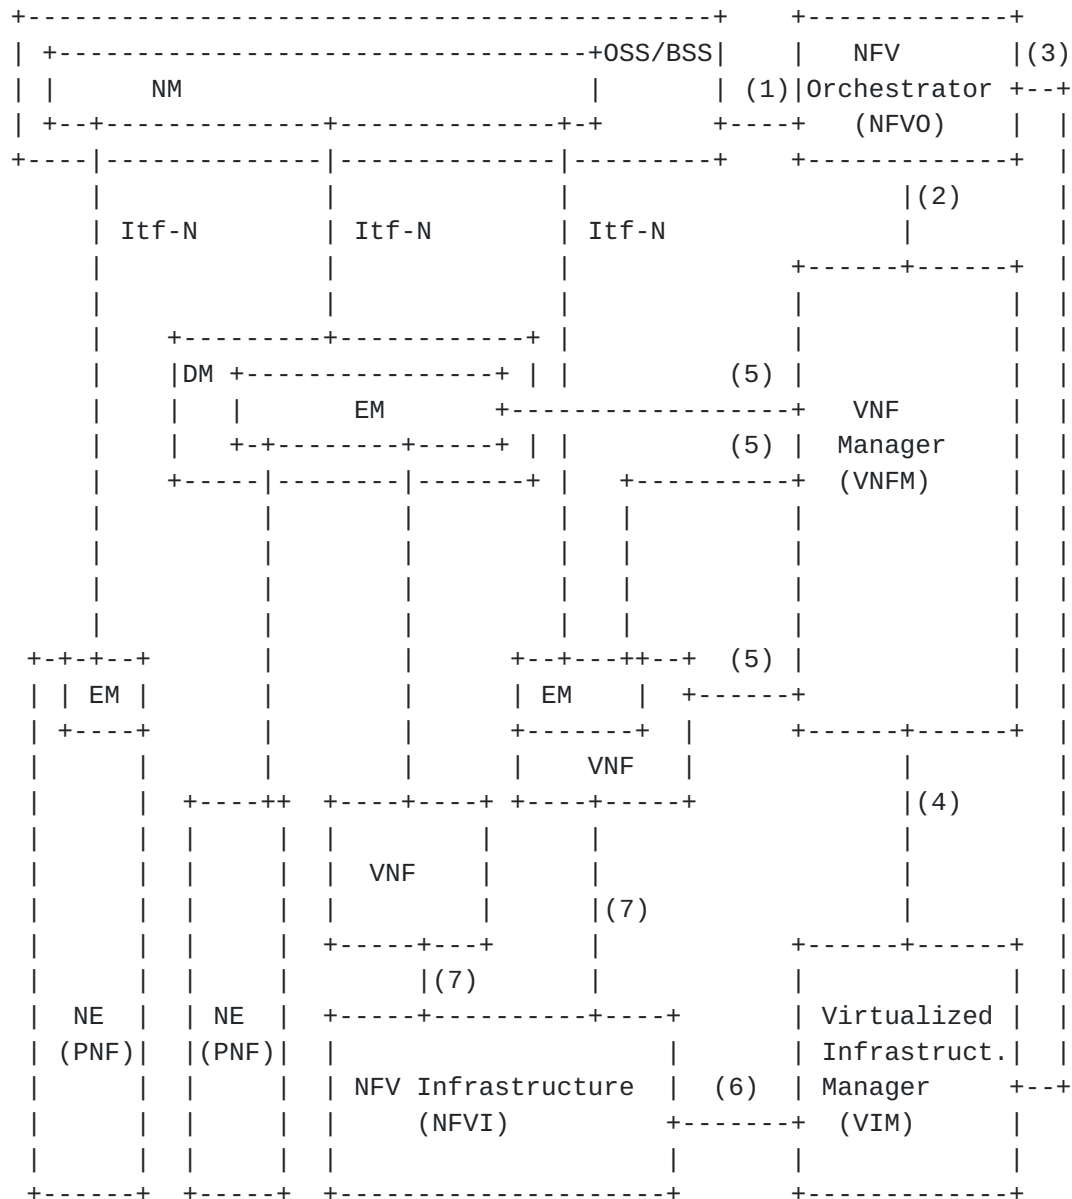 OSS/BSS NFV (3)
NM (1) Orchestrator
(NFVO)
(2)
Itf-N Itf-N Itf-N
DM (5)
EM VNF
(5) Manager
(VNFM)
(5)
EM EM
VNF
(4)
VNF
(7)
(7)
NE NE Virtualized
(PNF) (PNF) Infrastruct.
NFV Infrastructure (6) Manager
(NFVI) (VIM)